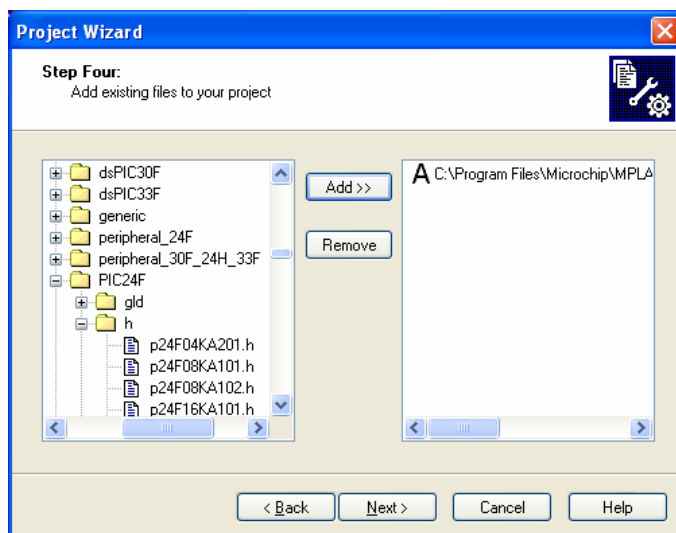 Project Wizard
Step Four:
Add existing files to your project
dsPIC30F
dsPIC33F
generic
peripheral_24F
peripheral_30F_24H_33F
PIC24F
gld
h
p24F04KA201.h
p24F08KA101.h
p24F08KA102.h
p24F16KA101.h
Add >>
Remove
A C:\Program Files\Microchip\MPLA
< Back
Next >
Cancel
Help